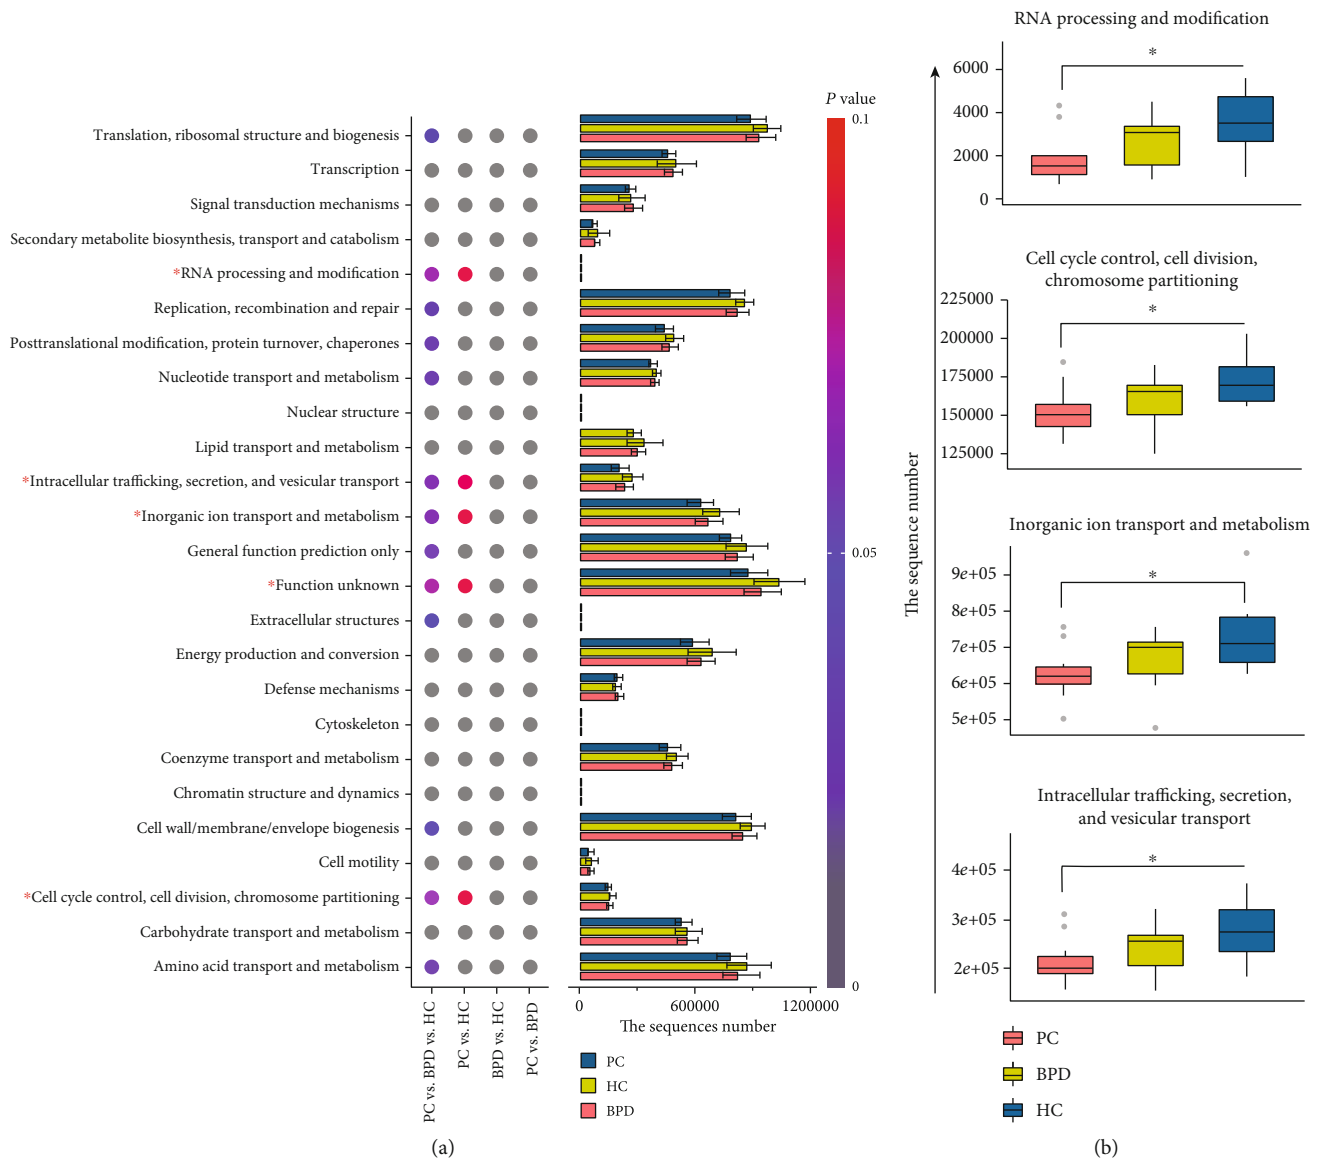 P value
0.1
0.05
0
Translation, ribosomal structure and biogenesis
Transcription
Signal transduction mechanisms
Secondary metabolite biosynthesis, transport and catabolism
*RNA processing and modification
Replication, recombination and repair
Posttranslational modification, protein turnover, chaperones
Nucleotide transport and metabolism
Nuclear structure
Lipid transport and metabolism
*Intracellular trafficking, secretion, and vesicular transport
*Inorganic ion transport and metabolism
General function prediction only
*Function unknown
Extracellular structures
Energy production and conversion
Defense mechanisms
Cytoskeleton
Coenzyme transport and metabolism
Chromatin structure and dynamics
Cell wall/membrane/envelope biogenesis
Cell motility
*Cell cycle control, cell division, chromosome partitioning
Carbohydrate transport and metabolism
Amino acid transport and metabolism
PC vs. BPD vs. HC
PC vs. HC
BPD vs. HC
PC vs. BPD
0 600000 1200000
The sequences number
PC
HC
BPD
(a)
The sequence number
RNA processing and modification
*
6000
4000
2000
0
Cell cycle control, cell division,
chromosome partitioning
*
225000
200000
175000
150000
125000
Inorganic ion transport and metabolism
*
9e+05
8e+05
7e+05
6e+05
5e+05
Intracellular trafficking, secretion,
and vesicular transport
*
4e+05
3e+05
2e+05
PC
BPD
HC
(b)